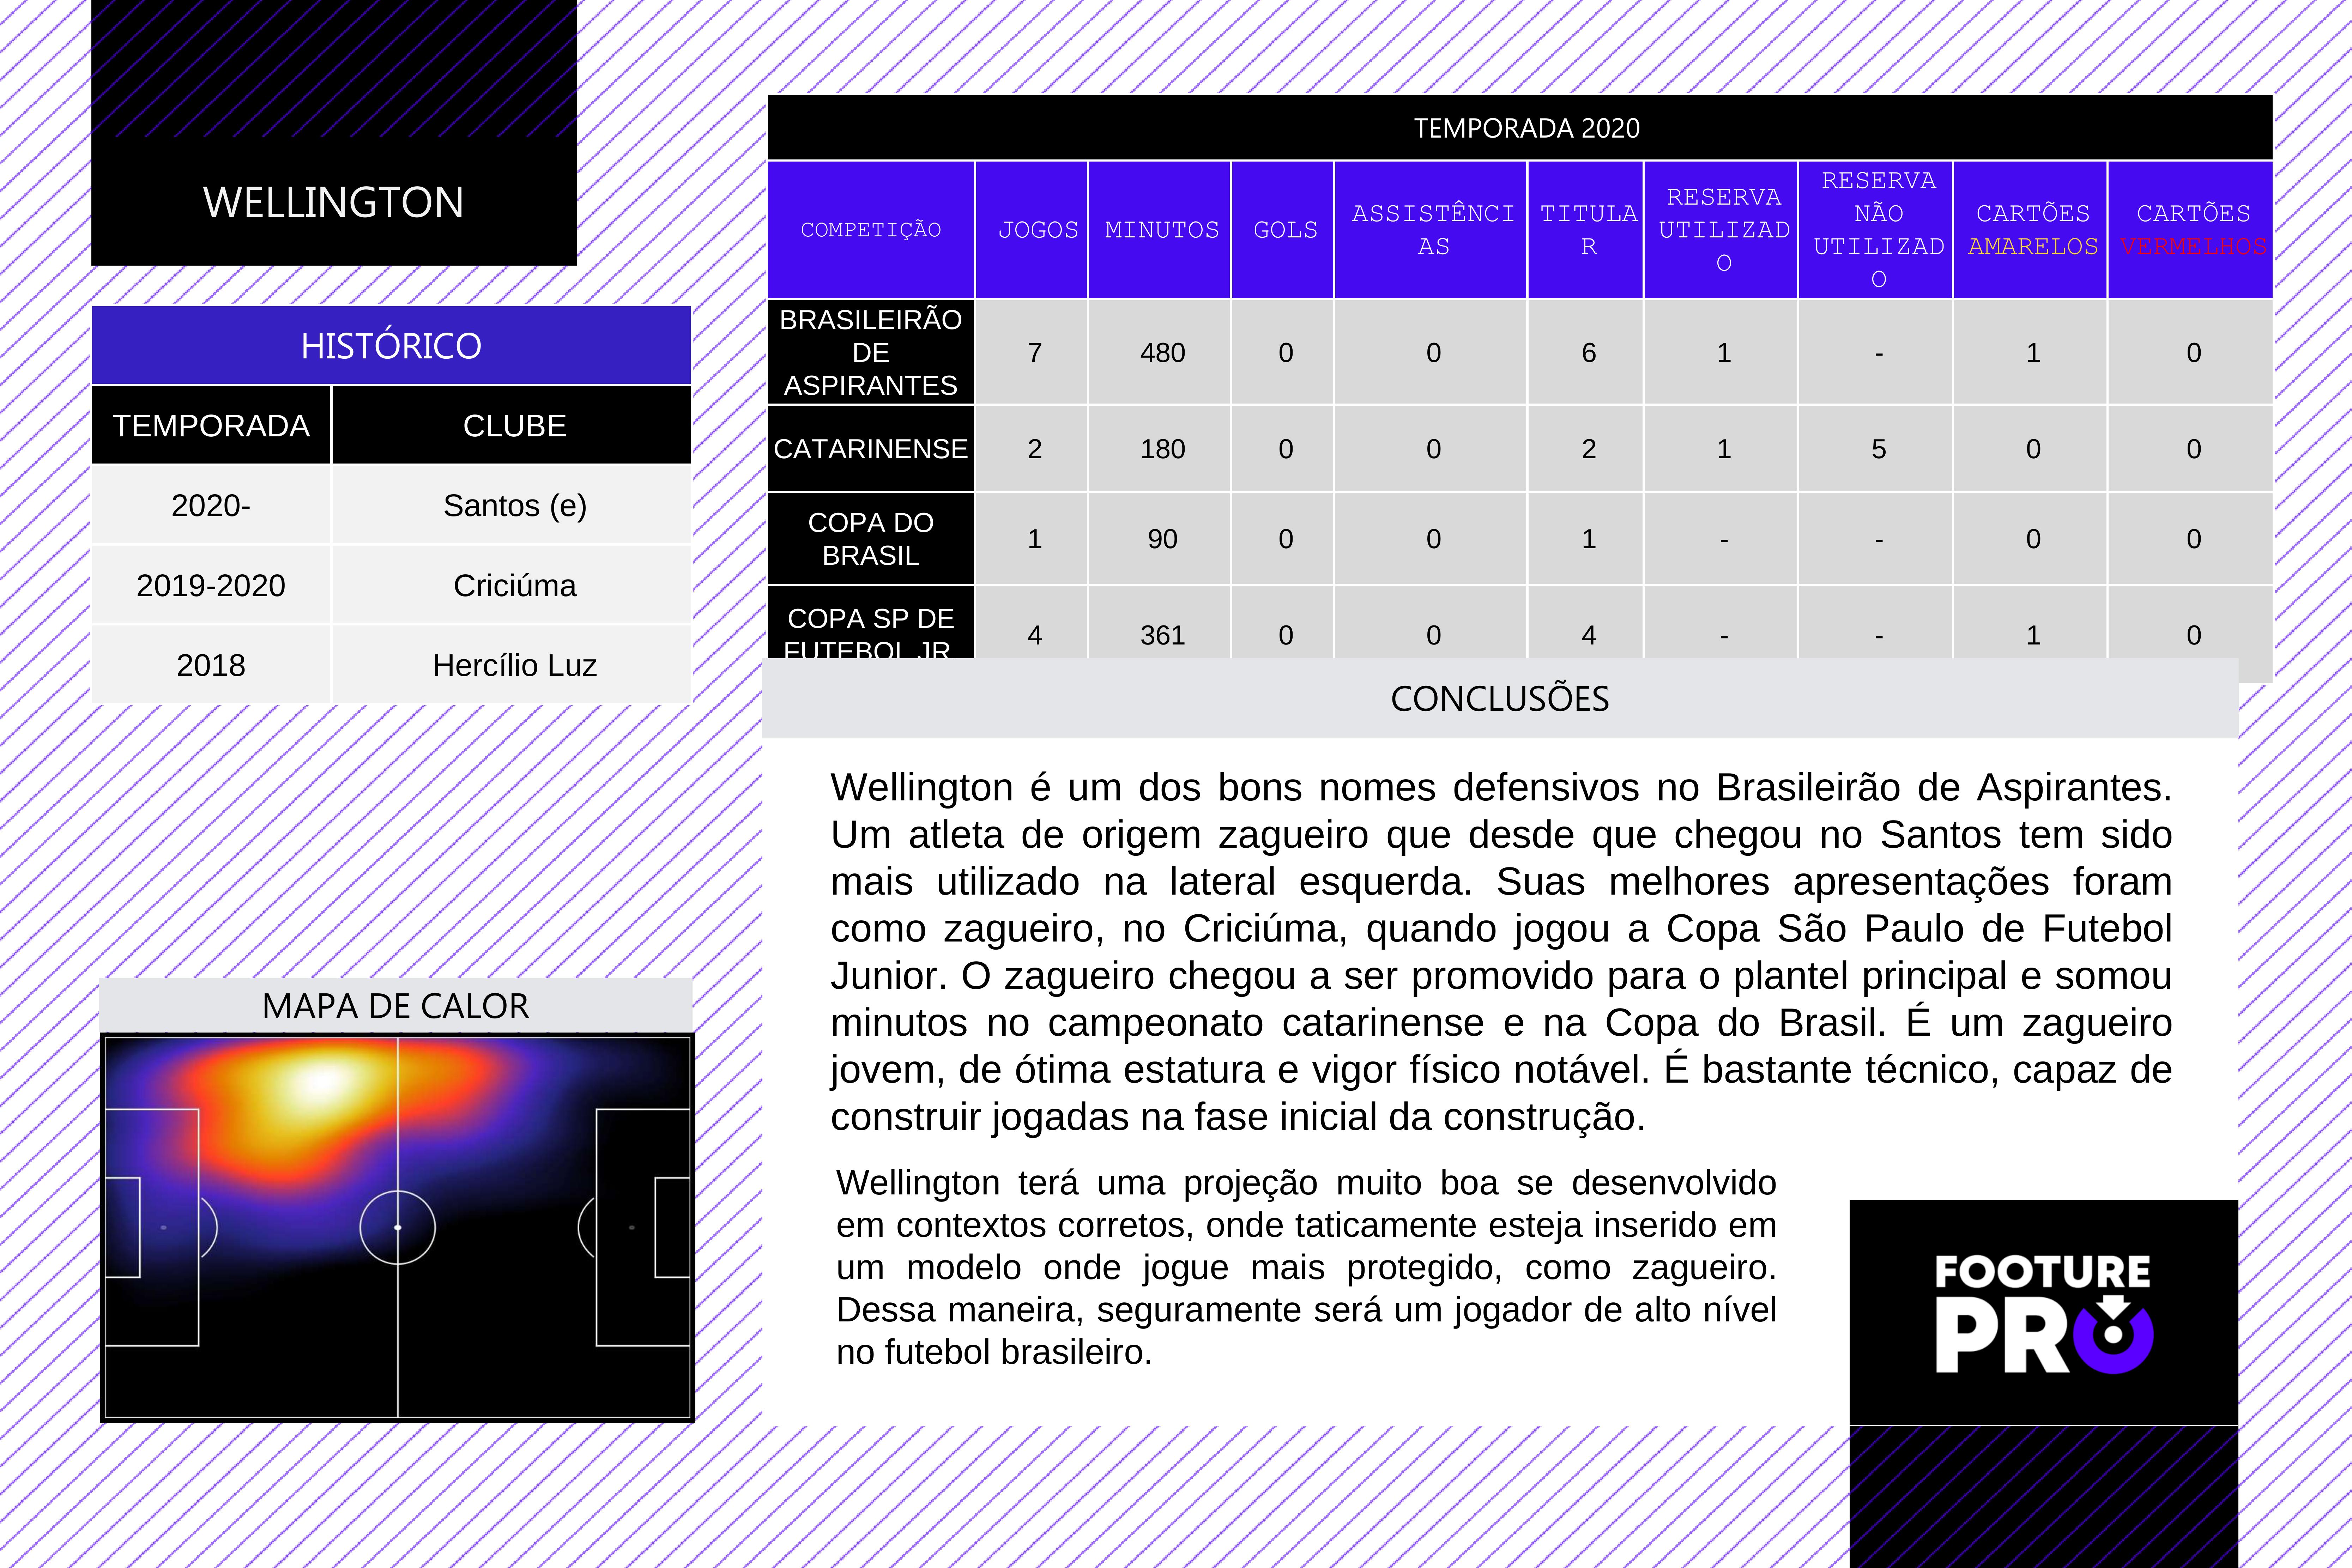 WELLINGTON
HISTÓRICO
TEMPORADA CLUBE
2020- Santos (e)
2019-2020 Criciúma
2018 Hercílio Luz
MAPA DE CALOR
TEMPORADA 2020
COMPETIÇÃO JOGOS MINUTOS GOLS ASSISTÊNCI AS TITULA R RESERVA UTILIZAD O RESERVA NÃO UTILIZAD O CARTÕES AMARELOS CARTÕES VERMELHOS
BRASILEIRÃO DE ASPIRANTES 7 480 0 0 6 1 - 1 0
CATARINENSE 2 180 0 0 2 1 5 0 0
COPA DO BRASIL 1 90 0 0 1 - - 0 0
COPA SP DE FUTEBOL JR. 4 361 0 0 4 - - 1 0
CONCLUSÕES
Wellington é um dos bons nomes defensivos no Brasileirão de Aspirantes.
Um atleta de origem zagueiro que desde que chegou no Santos tem sido
mais utilizado na lateral esquerda. Suas melhores apresentações foram
como zagueiro, no Criciúma, quando jogou a Copa São Paulo de Futebol
Junior. O zagueiro chegou a ser promovido para o plantel principal e somou
minutos no campeonato catarinense e na Copa do Brasil. É um zagueiro
jovem, de ótima estatura e vigor físico notável. É bastante técnico, capaz de
construir jogadas na fase inicial da construção.
Wellington terá uma projeção muito boa se desenvolvido
em contextos corretos, onde taticamente esteja inserido em
um modelo onde jogue mais protegido, como zagueiro.
Dessa maneira, seguramente será um jogador de alto nível
no futebol brasileiro.
FOOTURE
PRO